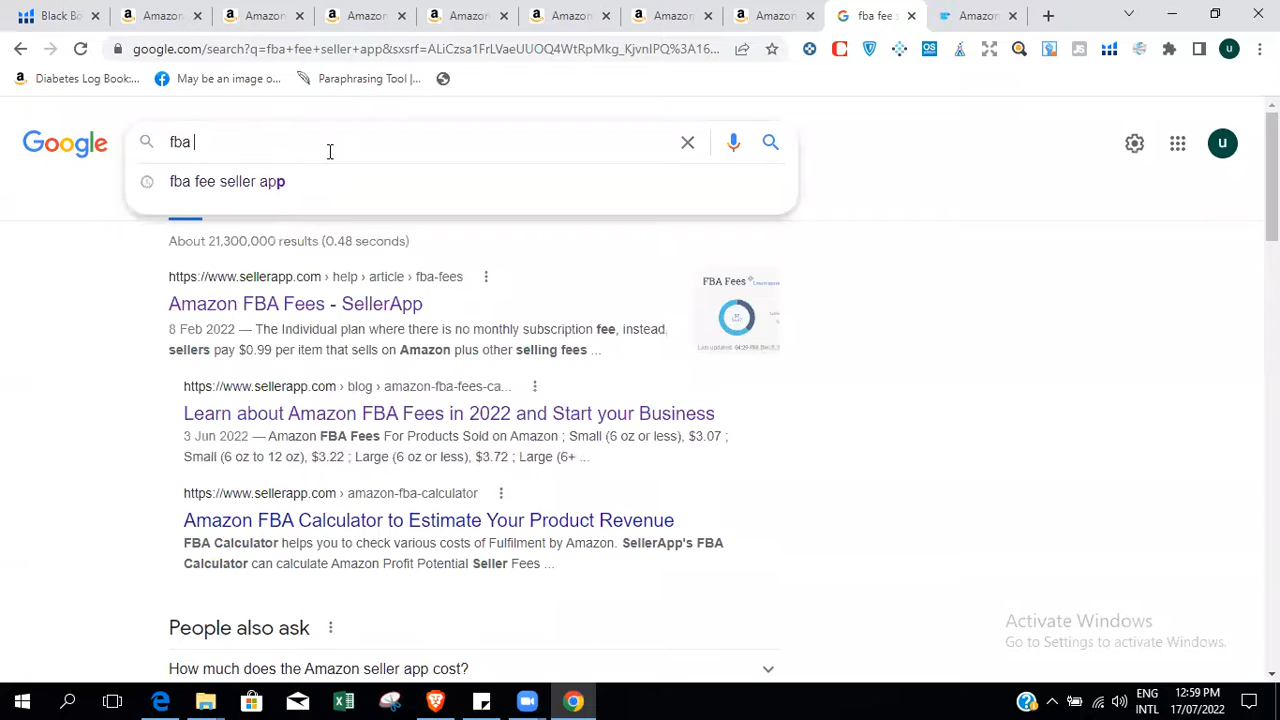 Black Bo
Amazon
Amazon
Amazon
Amazon
Amazon
Amazon
Amazon
fba fee s
Amazon
google.com/search?q=fba+fee+seller+app&sxsrf=ALiCzsa1FrLVaeUUOQ4WtRpMkg_KjvnIPQ%3A16...
Diabetes Log Book:...
May be an image o...
Paraphrasing Tool |...
Google
fba
u
fba fee seller app
About 21,300,000 results (0.48 seconds)
https://www.sellerapp.com › help › article › fba-fees
Amazon FBA Fees - SellerApp
8 Feb 2022 — The Individual plan where there is no monthly subscription fee, instead,
sellers pay $0.99 per item that sells on Amazon plus other selling fees ...
FBA Fees
https://www.sellerapp.com › blog › amazon-fba-fees-ca...
Learn about Amazon FBA Fees in 2022 and Start your Business
3 Jun 2022 — Amazon FBA Fees For Products Sold on Amazon ; Small (6 oz or less), $3.07 ;
Small (6 oz to 12 oz), $3.22 ; Large (6 oz or less), $3.72 ; Large (6+ ...
https://www.sellerapp.com › amazon-fba-calculator
Amazon FBA Calculator to Estimate Your Product Revenue
FBA Calculator helps you to check various costs of Fulfilment by Amazon. SellerApp's FBA
Calculator can calculate Amazon Profit Potential Seller Fees ...
People also ask
How much does the Amazon seller app cost?
Activate Windows
Go to Settings to activate Windows.
ENG
INTL
12:59 PM
17/07/2022